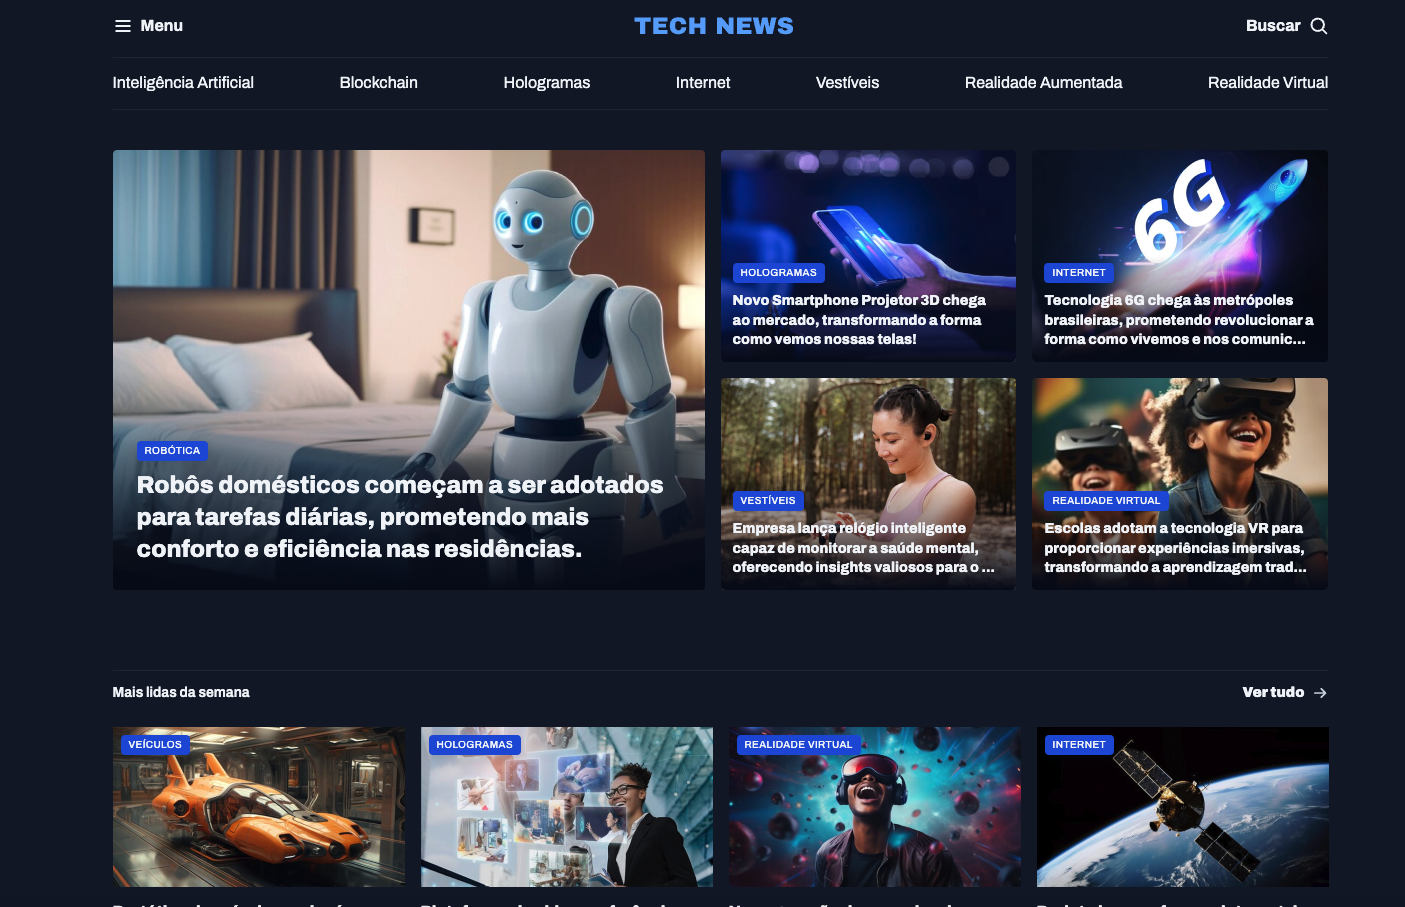 Menu
TECH NEWS
Buscar
Inteligência Artificial
Blockchain
Hologramas
Internet
Vestíveis
Realidade Aumentada
Realidade Virtual
ROBÓTICA
Robôs domésticos começam a ser adotados
para tarefas diárias, prometendo mais
conforto e eficiência nas residências.
HOLOGRAMAS
Novo Smartphone Projetor 3D chega
ao mercado, transformando a forma
como vemos nossas telas!
6G
INTERNET
Tecnologia 6G chega às metrópoles
brasileiras, prometendo revolucionar a
forma como vivemos e nos comunic...
VESTÍVEIS
Empresa lança relógio inteligente
capaz de monitorar a saúde mental,
oferecendo insights valiosos para o ...
REALIDADE VIRTUAL
Escolas adotam a tecnologia VR para
proporcionar experiências imersivas,
transformando a aprendizagem trad...
Mais lidas da semana
Ver tudo
VEÍCULOS
HOLOGRAMAS
REALIDADE VIRTUAL
INTERNET